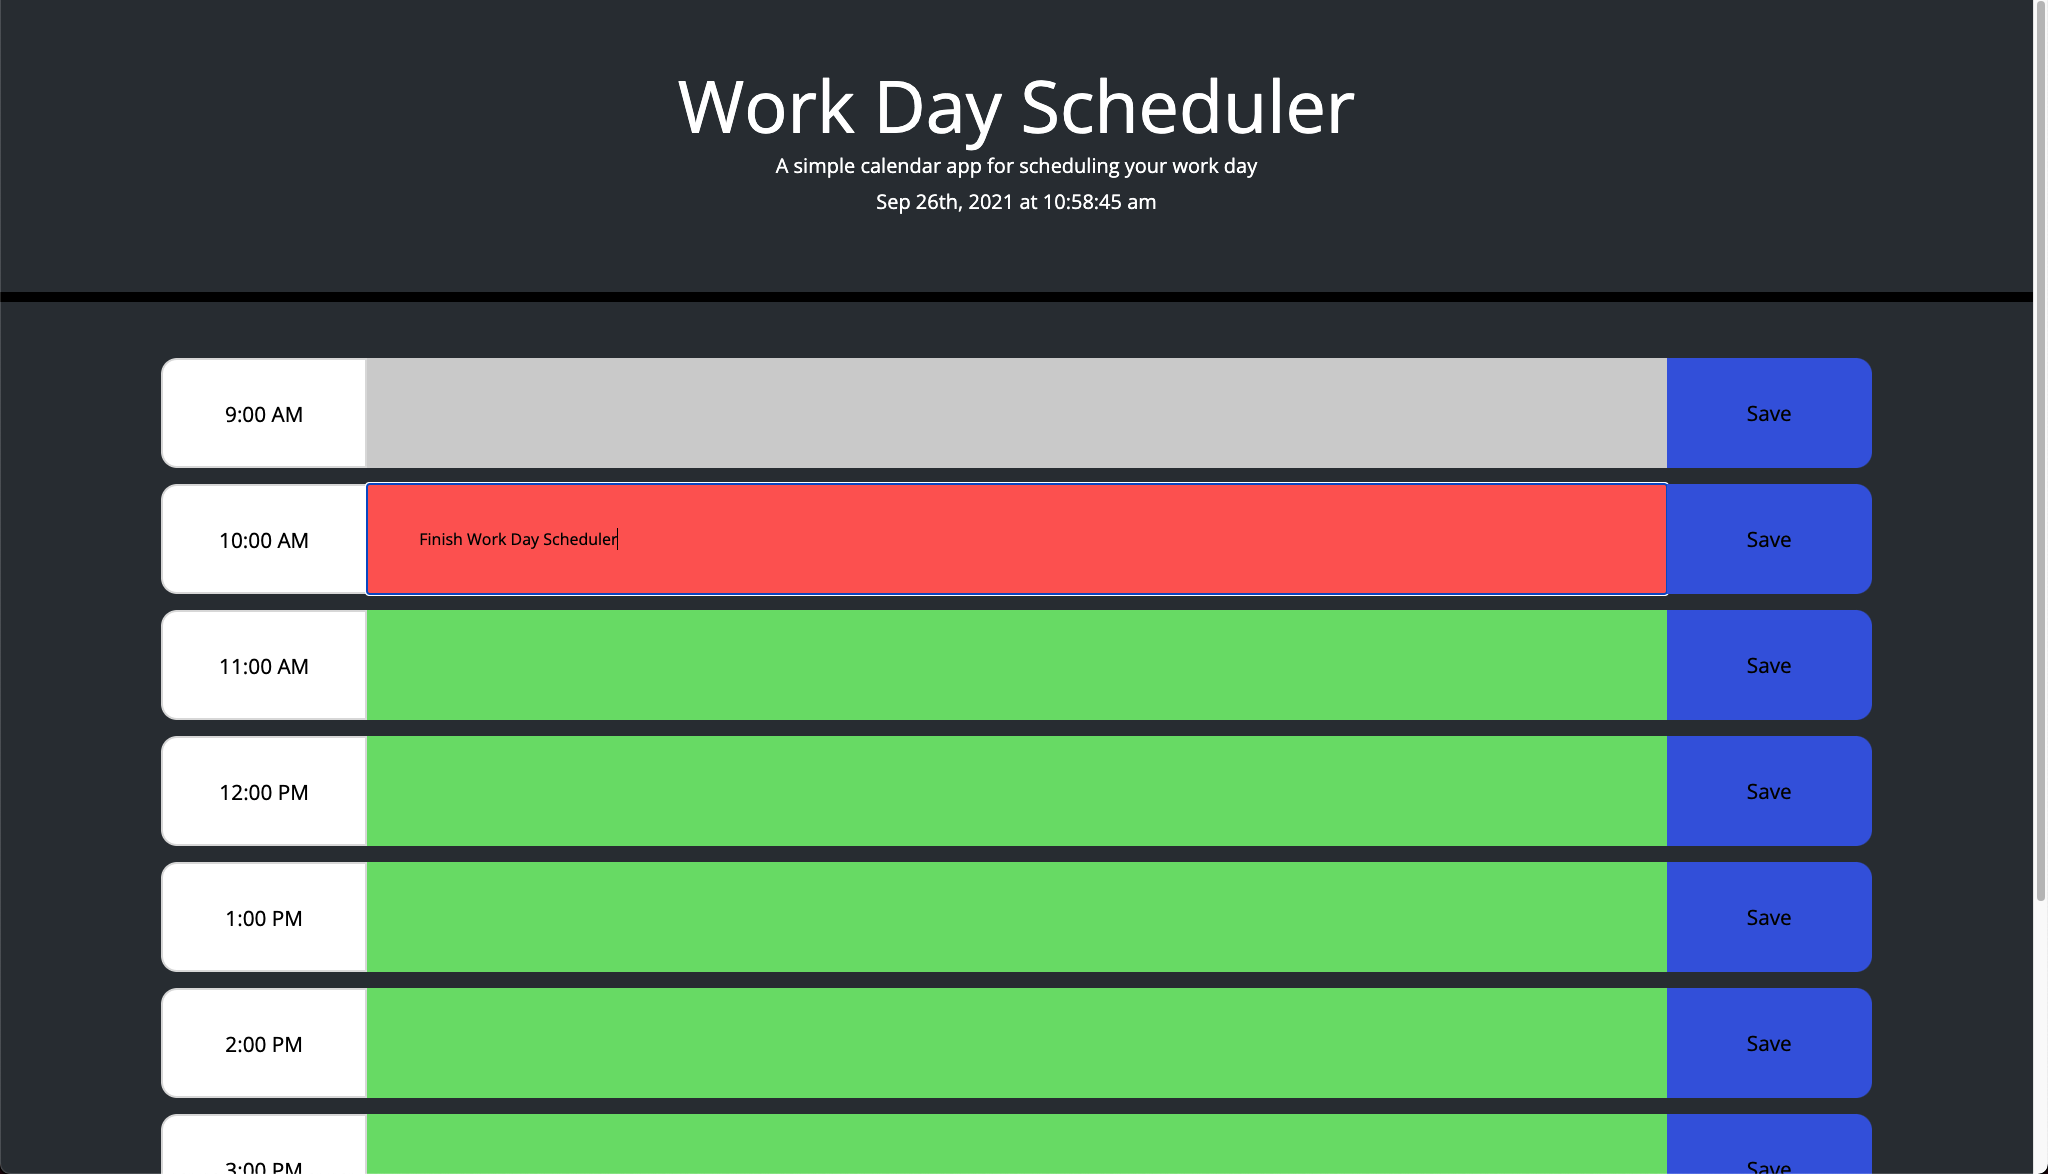 Work Day Scheduler
A simple calendar app for scheduling your work day
Sep 26th, 2021 at 10:58:45 am
9:00 AM
Save
10:00 AM
Finish Work Day Scheduler
Save
11:00 AM
Save
12:00 PM
Save
1:00 PM
Save
2:00 PM
Save
3:00 PM
Save